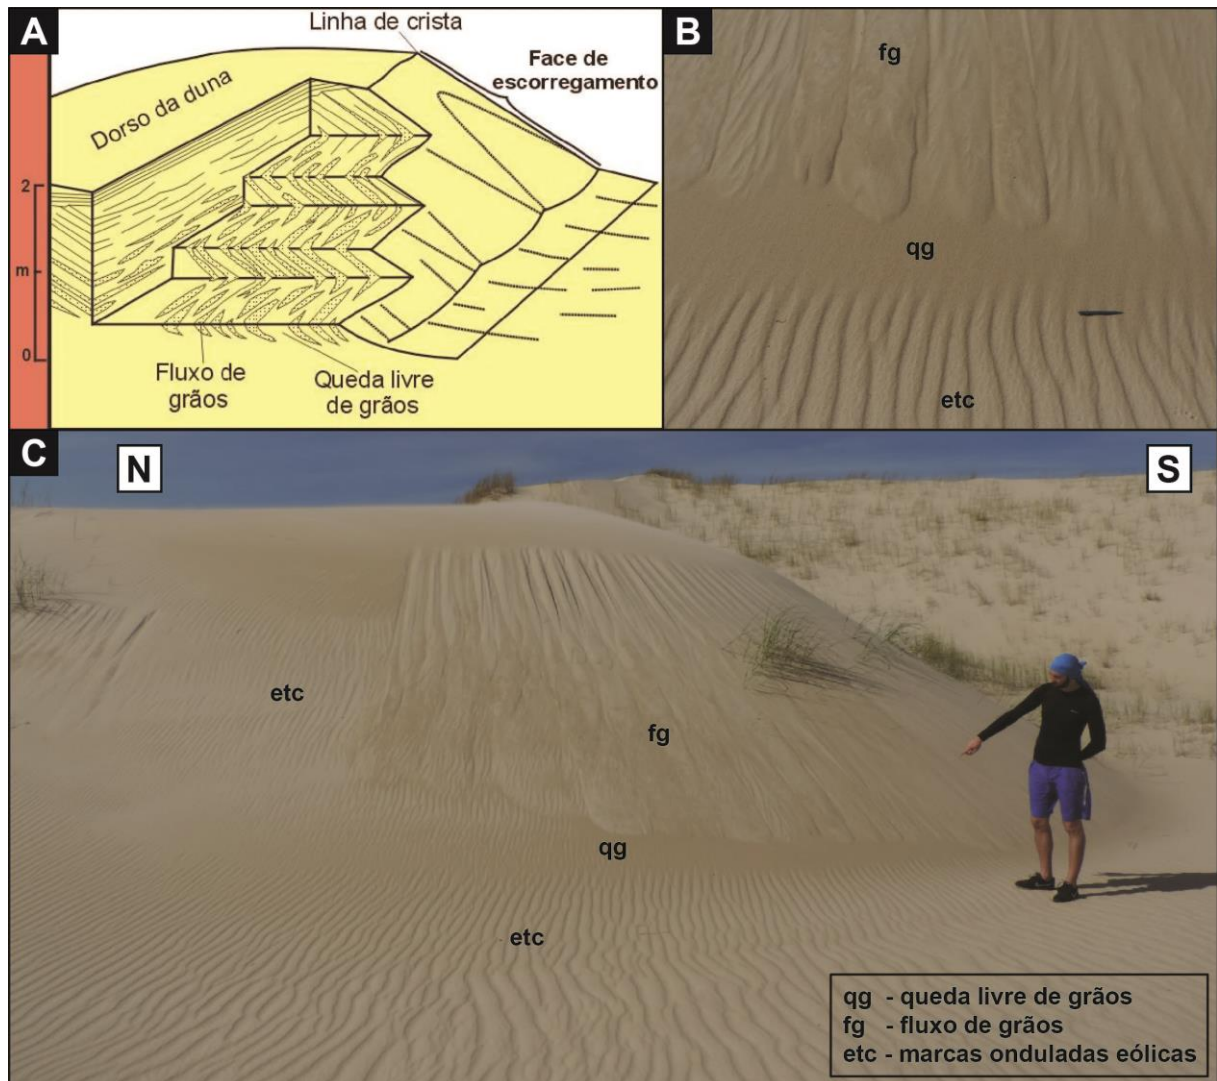 A
Linha de crista
Face de
escorregamento
Dorso da duna
2
m
0
Fluxo de
grãos
Queda livre
de grãos
B
fg
qg
etc
C
N
S
etc
fg
qg
etc
qg - queda livre de grãos
fg - fluxo de grãos
etc - marcas onduladas eólicas